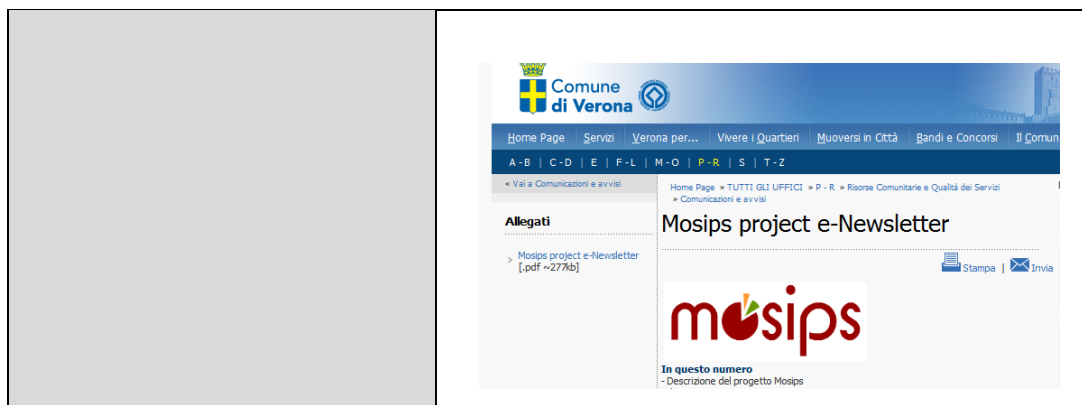 Comune
di Verona
Home Page Servizi Verona per... Vivere i Quartieri Muoversi in Città Bandi e Concorsi Il Comun
A - B | C - D | E | F - L | M - O | P - R | S | T - Z
« Vai a Comunicazioni e avvisi
Home Page » TUTTI GLI UFFICI » P - R » Risorse Comunitarie e Qualità dei Servizi
» Comunicazioni e avvisi
Allegati
Mosips project e-Newsletter
> Mosips project e-Newsletter
[.pdf ~277kb]
Stampa | Invia
mosips
In questo numero
- Descrizione del progetto Mosips